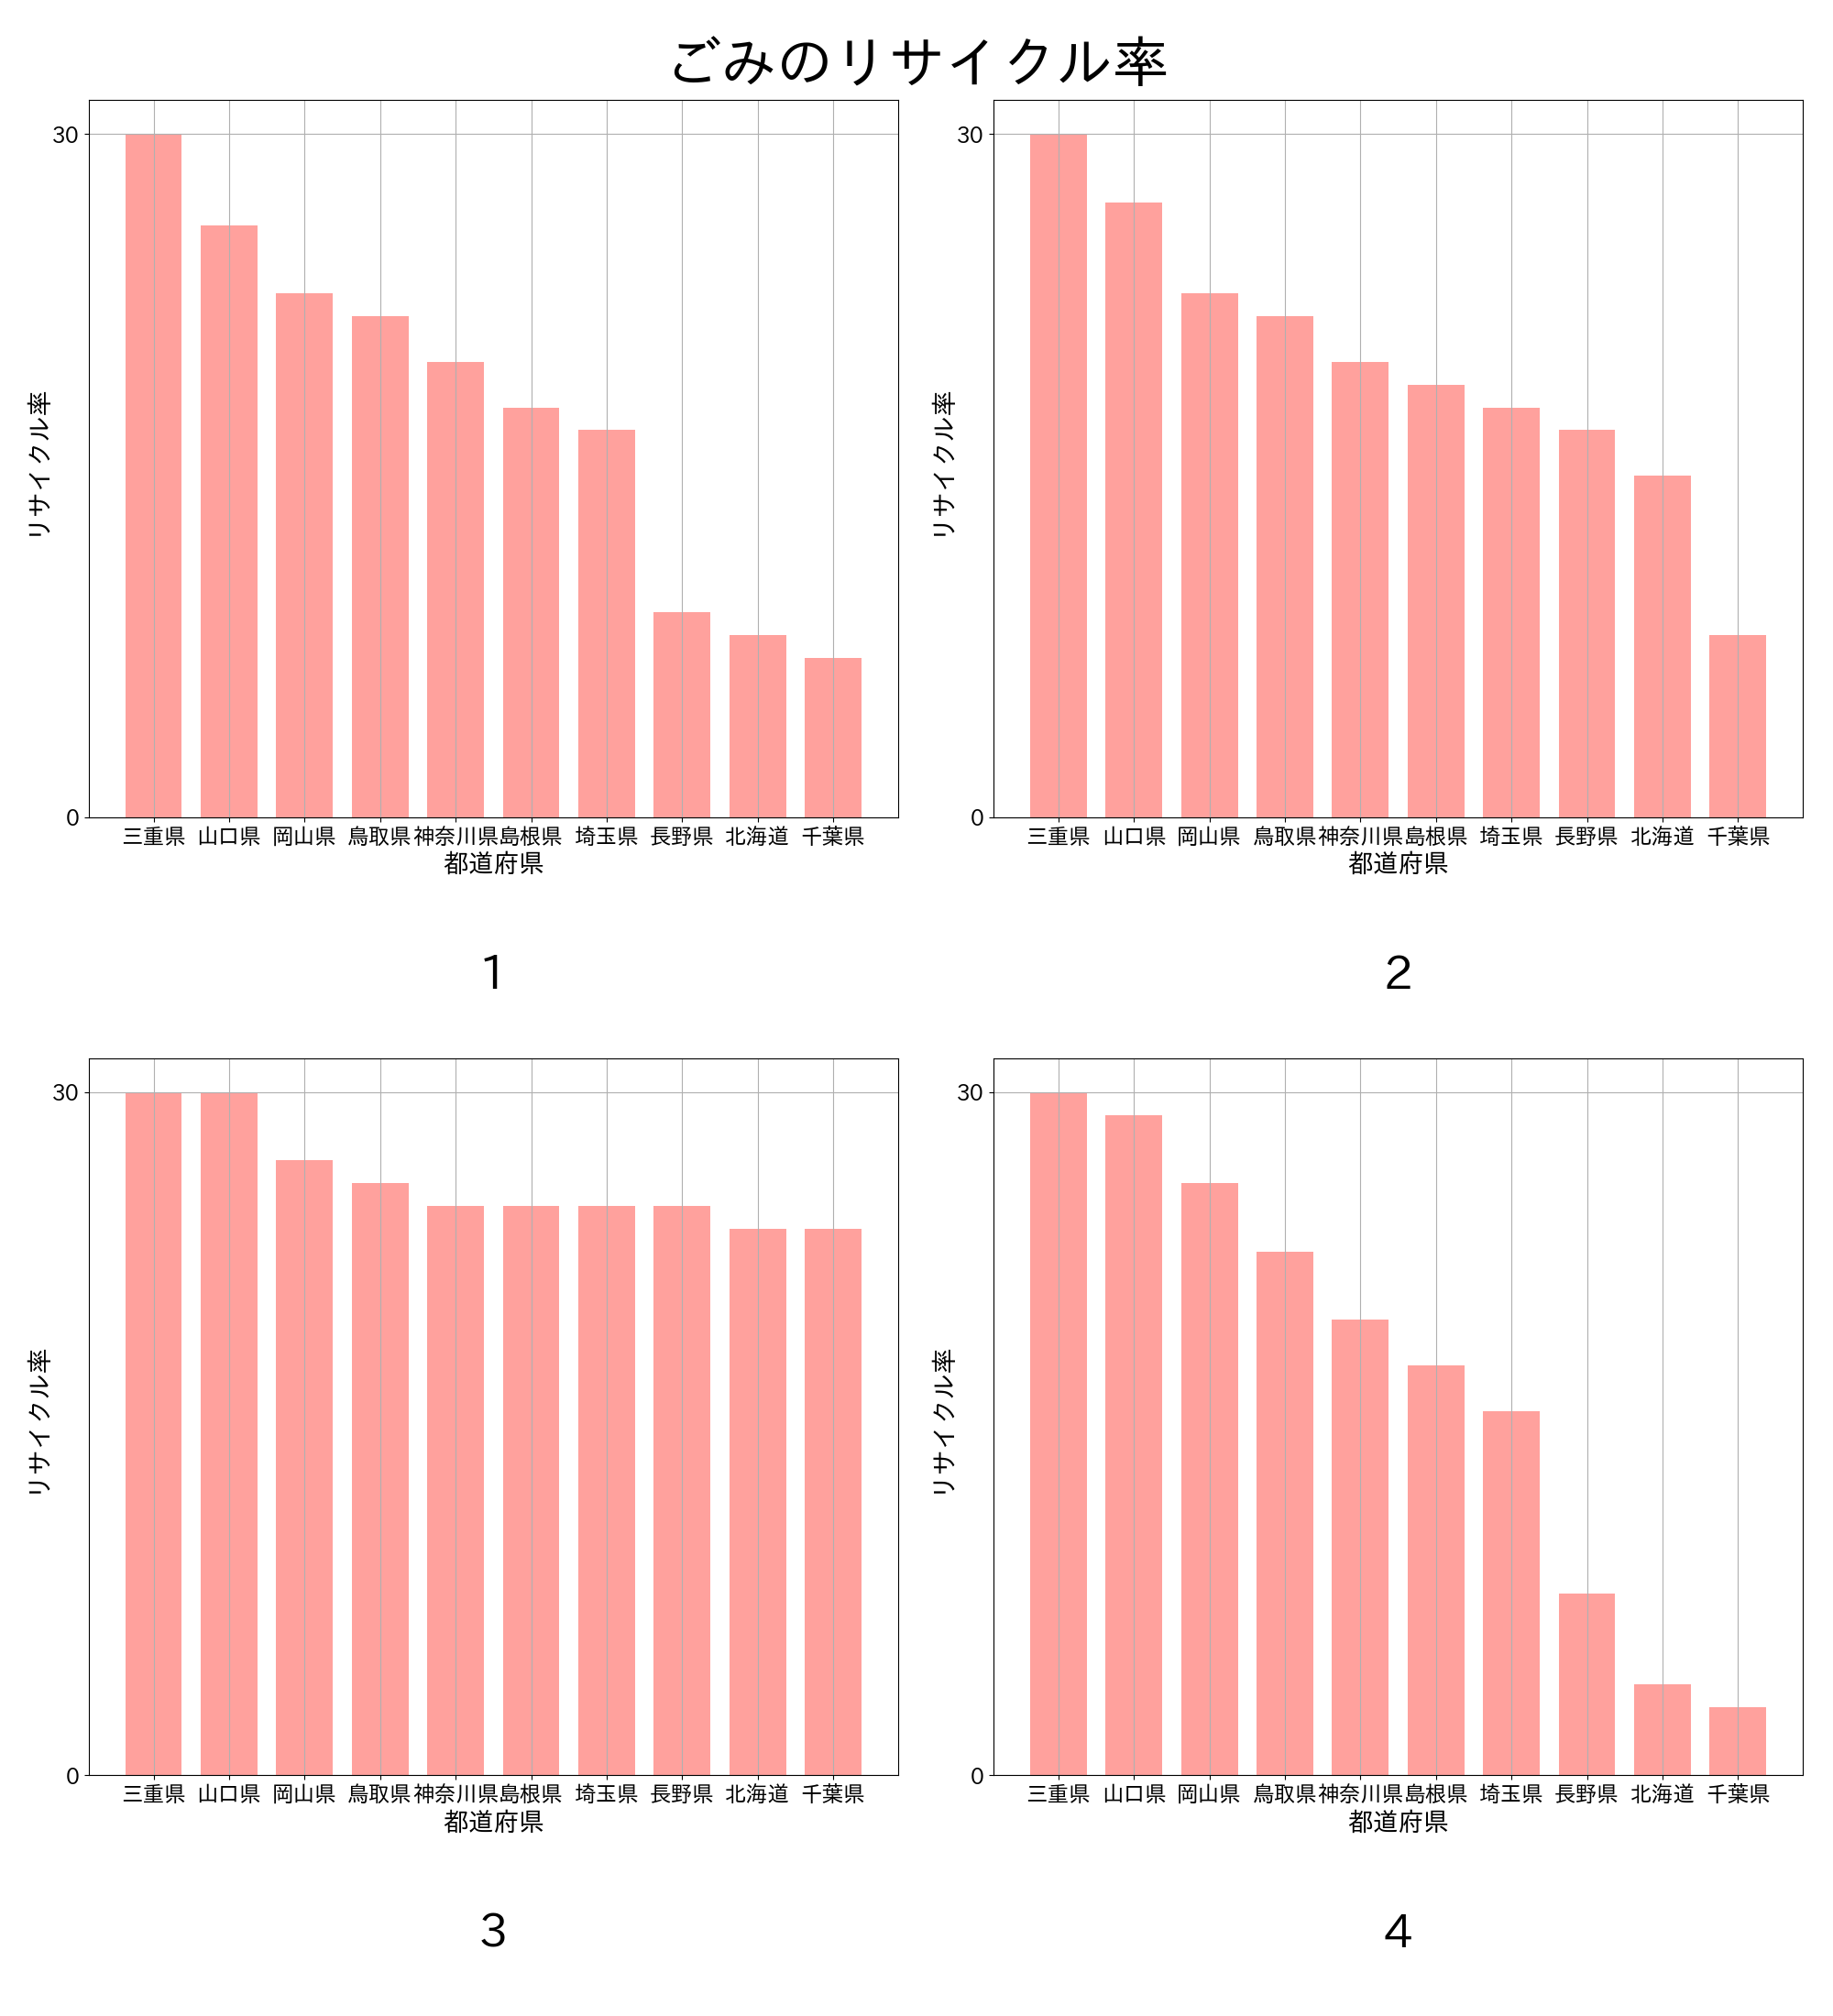 ごみのリサイクル率
30
0
リサイクル率
三重県 山口県 岡山県 鳥取県 神奈川県 島根県 埼玉県 長野県 北海道 千葉県
都道府県
1
30
0
リサイクル率
三重県 山口県 岡山県 鳥取県 神奈川県 島根県 埼玉県 長野県 北海道 千葉県
都道府県
2
30
0
リサイクル率
三重県 山口県 岡山県 鳥取県 神奈川県 島根県 埼玉県 長野県 北海道 千葉県
都道府県
3
30
0
リサイクル率
三重県 山口県 岡山県 鳥取県 神奈川県 島根県 埼玉県 長野県 北海道 千葉県
都道府県
4